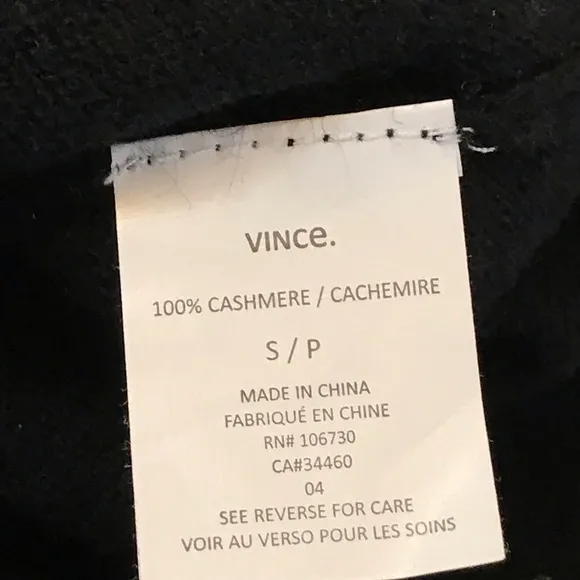 VINCe.
100% CASHMERE / CACHEMIRE
S / P
MADE IN CHINA
FABRIQUÉ EN CHINE
RN# 106730
CA#34460
04
SEE REVERSE FOR CARE
VOIR AU VERSO POUR LES SOINS